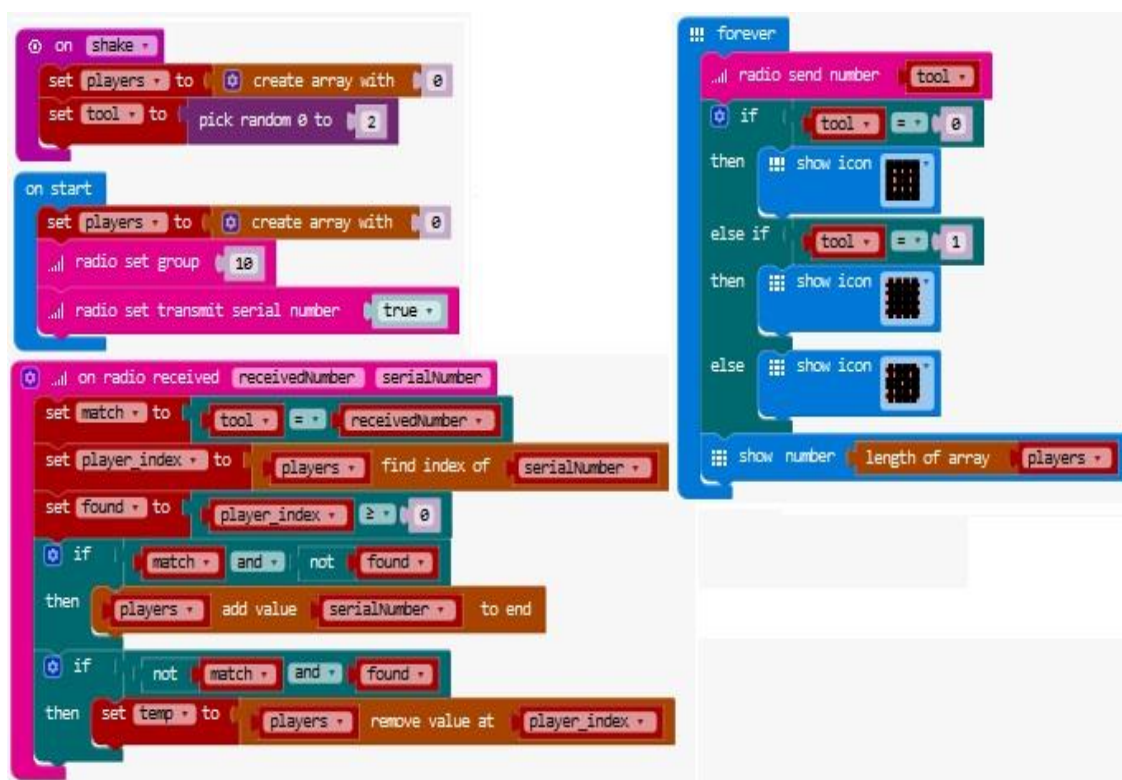 on shake
set players to create array with 0
set tool to pick random 0 to 2
on start
set players to create array with 0
radio set group 10
radio set transmit serial number true
on radio received receivedNumber serialNumber
set match to tool = receivedNumber
set player_index to players find index of serialNumber
set found to player_index ≥ 0
if match and not found
then players add value serialNumber to end
if not match and found
then set temp to players remove value at player_index
forever
radio send number tool
if tool = 0
then show icon
else if tool = 1
then show icon
else show icon
show number length of array players